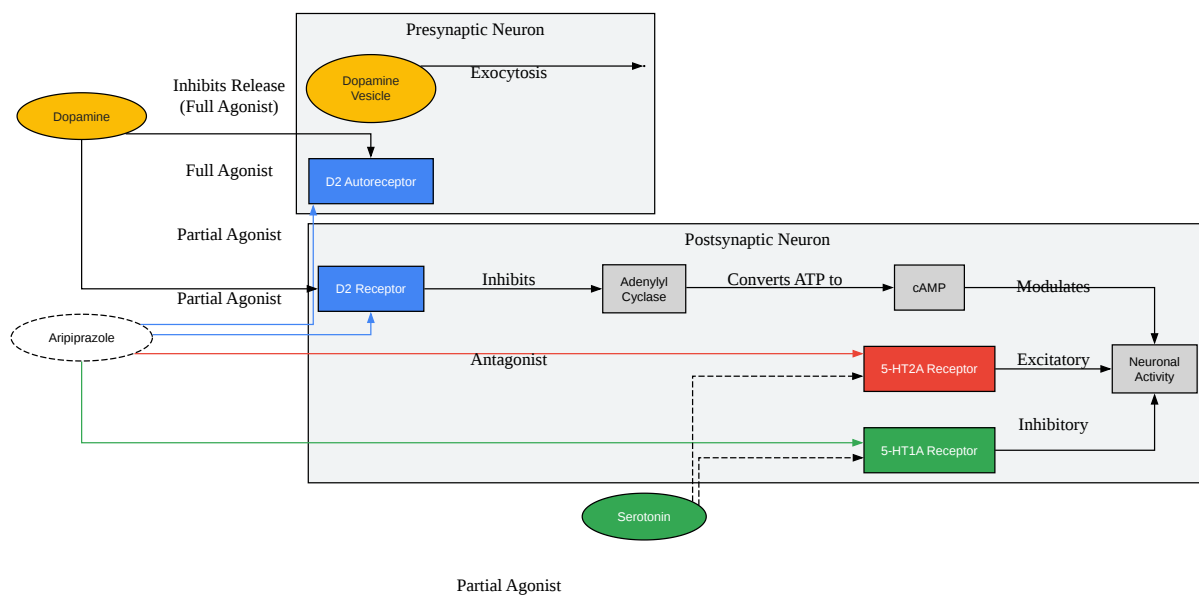 Presynaptic Neuron
Dopamine
Vesicle
Exocytosis
Inhibits Release
(Full Agonist)
Dopamine
Full Agonist
D2 Autoreceptor
Partial Agonist
Postsynaptic Neuron
Partial Agonist
D2 Receptor
Inhibits
Adenylyl
Cyclase
Converts ATP to
cAMP
Modulates
Aripiprazole
Antagonist
5-HT2A Receptor
Excitatory
Neuronal
Activity
Inhibitory
5-HT1A Receptor
Serotonin
Partial Agonist